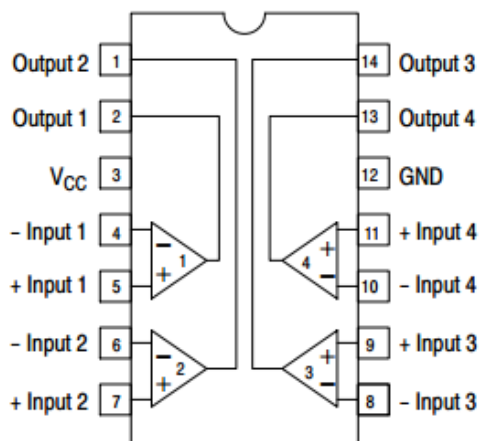 Output 2 1 14 Output 3
Output 1 2 13 Output 4
VCC 3 12 GND
– Input 1 4 – 11 + Input 4
+ Input 1 5 + 1 4 + – 10 – Input 4
– Input 2 6 – 9 + Input 3
+ Input 2 7 + 2 3 + – 8 – Input 3